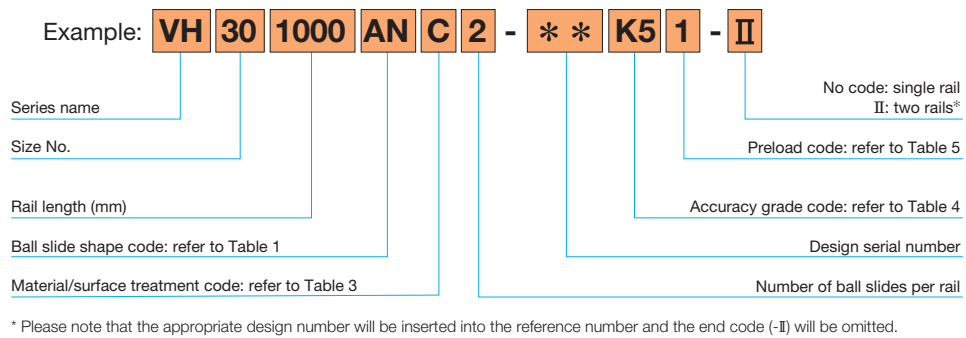 Example: VH 30 1000 AN C 2 - ** K5 1 - Ⅱ
No code: single rail
Series name
Ⅱ: two rails*
Size No.
Preload code: refer to Table 5
Rail length (mm)
Accuracy grade code: refer to Table 4
Ball slide shape code: refer to Table 1
Design serial number
Material/surface treatment code: refer to Table 3
Number of ball slides per rail
* Please note that the appropriate design number will be inserted into the reference number and the end code (-Ⅱ) will be omitted.